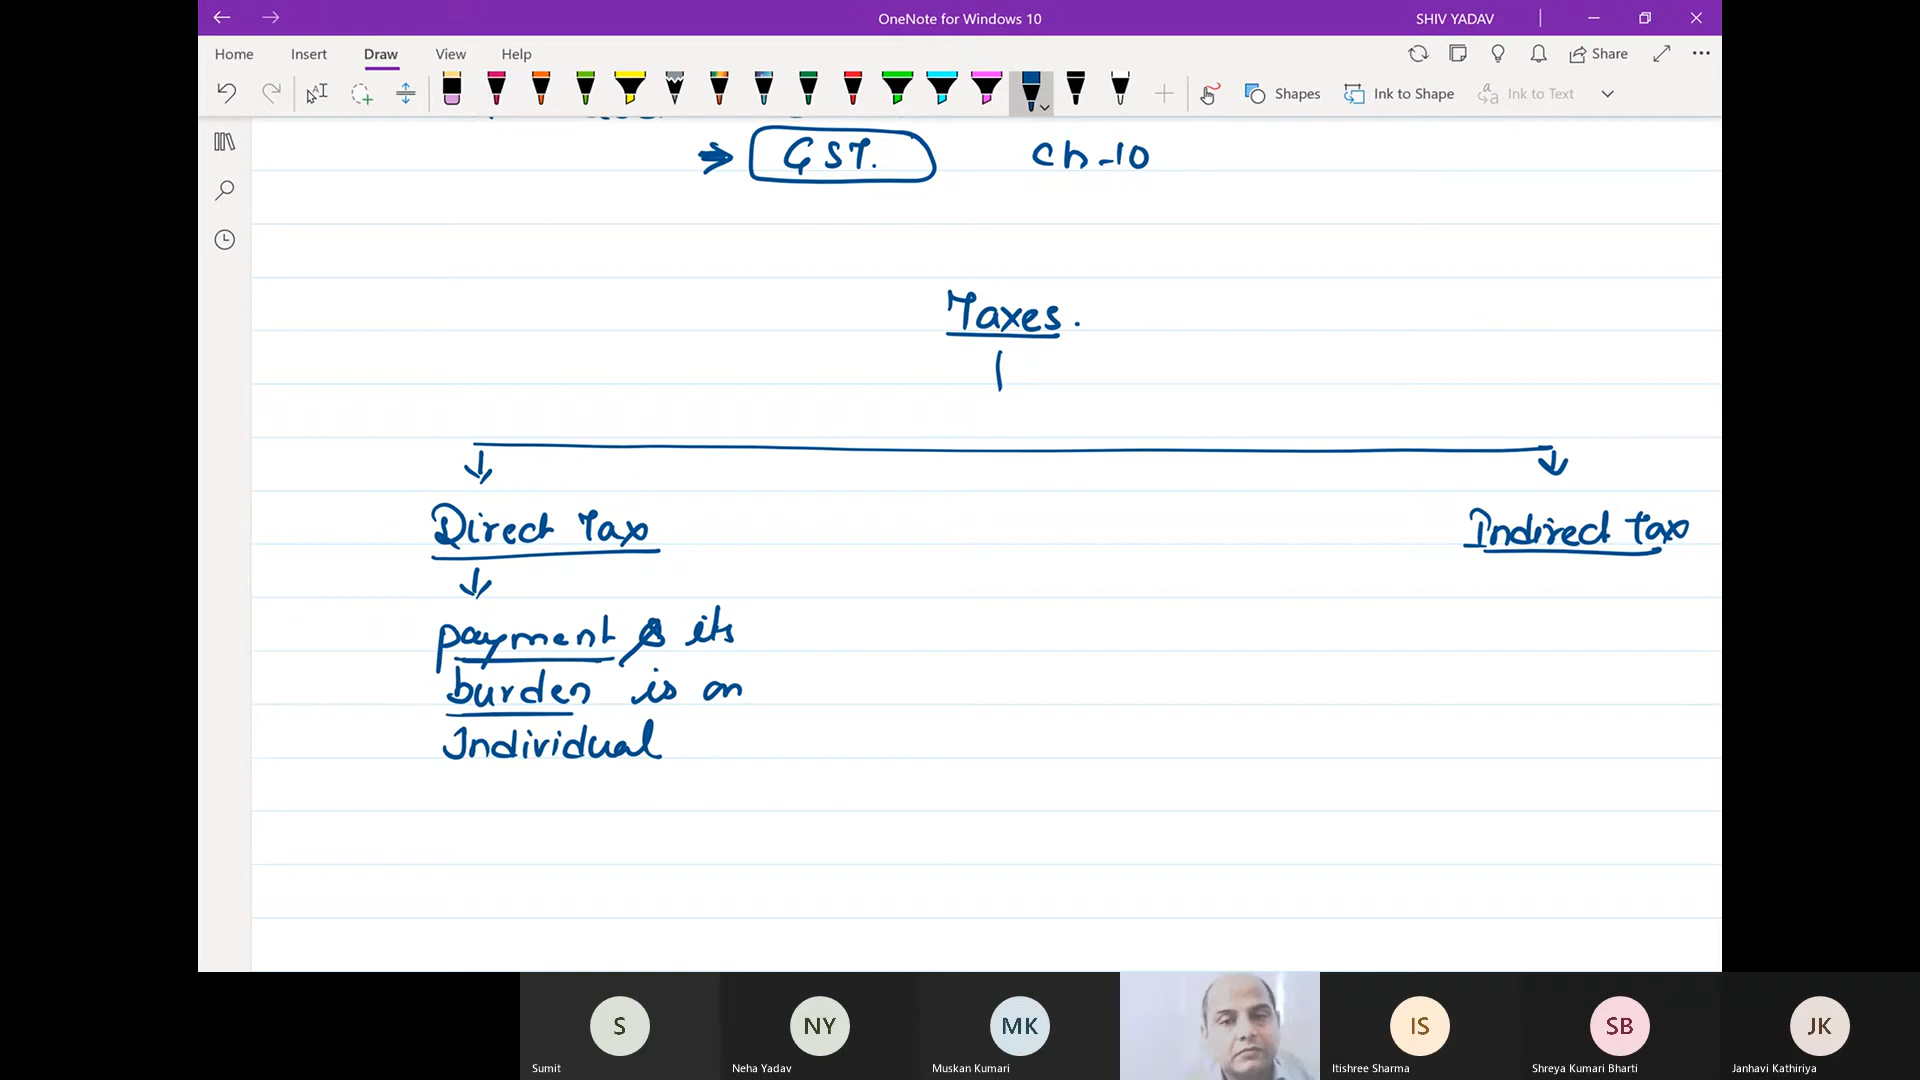 OneNote for Windows 10
SHIV YADAV
Home Insert Draw View Help
Share
Shapes
Ink to Shape
Ink to Text
GST. Ch-10
Taxes.
Direct Tax
Indirect tax
payment & its
burden is on
Individual
S NY MK IS SB JK
Sumit Neha Yadav Muskan Kumari Itishree Sharma Shreya Kumari Bharti Janhavi Kathiriya